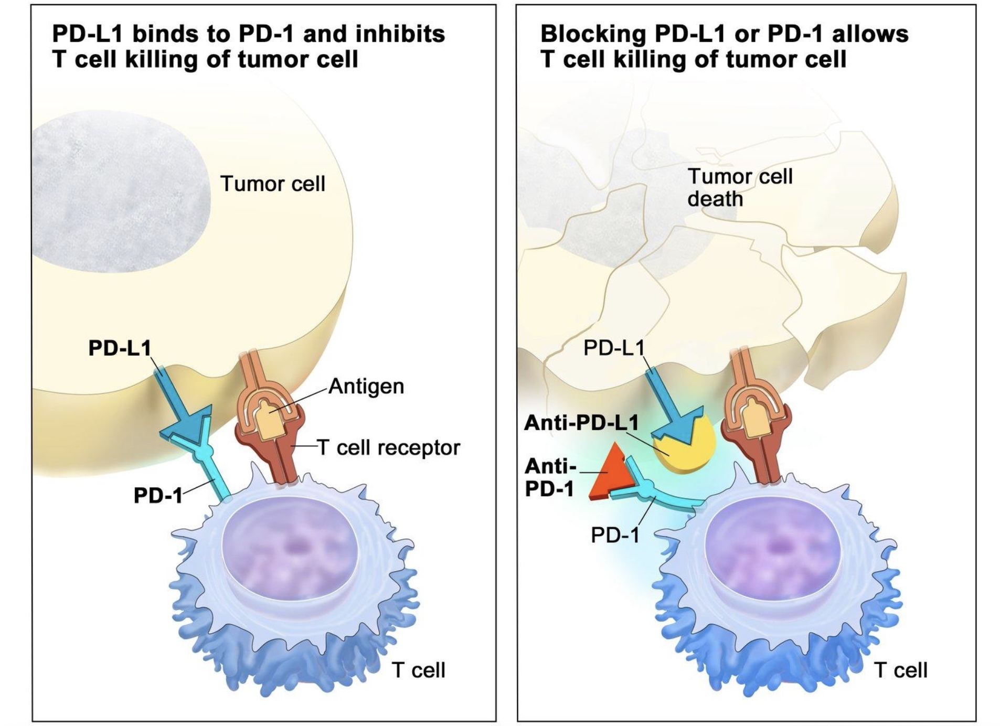 PD-L1 binds to PD-1 and inhibits
T cell killing of tumor cell
Tumor cell
PD-L1
Antigen
T cell receptor
PD-1
T cell
Blocking PD-L1 or PD-1 allows
T cell killing of tumor cell
Tumor cell
death
PD-L1
Anti-PD-L1
Anti-
PD-1
PD-1
T cell